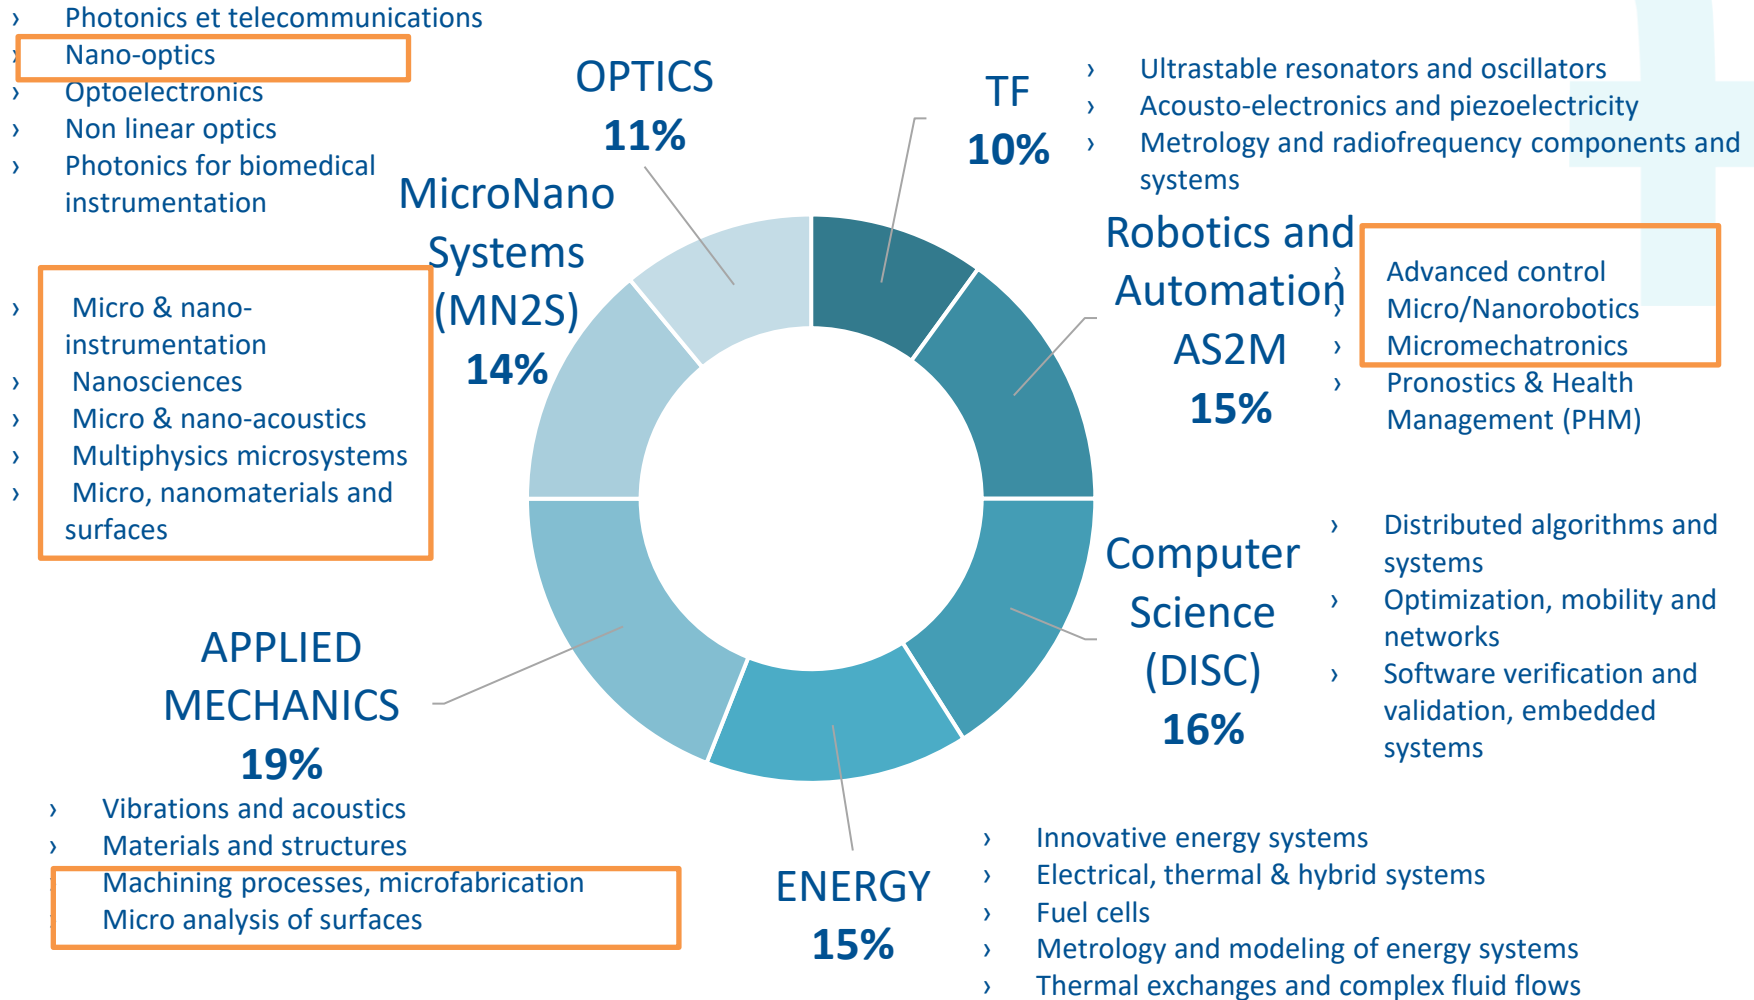 › Photonics et telecommunications
› Nano-optics
› Optoelectronics
› Non linear optics
› Photonics for biomedical
instrumentation
OPTICS
11%
TF
10%
› Ultrastable resonators and oscillators
› Acousto-electronics and piezoelectricity
› Metrology and radiofrequency components and
systems
MicroNano
Systems
(MN2S)
14%
› Micro & nano-
instrumentation
› Nanosciences
› Micro & nano-acoustics
› Multiphysics microsystems
› Micro, nanomaterials and
surfaces
Robotics and
Automation
AS2M
15%
› Advanced control
› Micro/Nanorobotics
› Micromechatronics
› Pronostics & Health
Management (PHM)
Computer
Science
(DISC)
16%
› Distributed algorithms and
systems
› Optimization, mobility and
networks
› Software verification and
validation, embedded
systems
APPLIED
MECHANICS
19%
› Vibrations and acoustics
› Materials and structures
› Machining processes, microfabrication
› Micro analysis of surfaces
ENERGY
15%
› Innovative energy systems
› Electrical, thermal & hybrid systems
› Fuel cells
› Metrology and modeling of energy systems
› Thermal exchanges and complex fluid flows